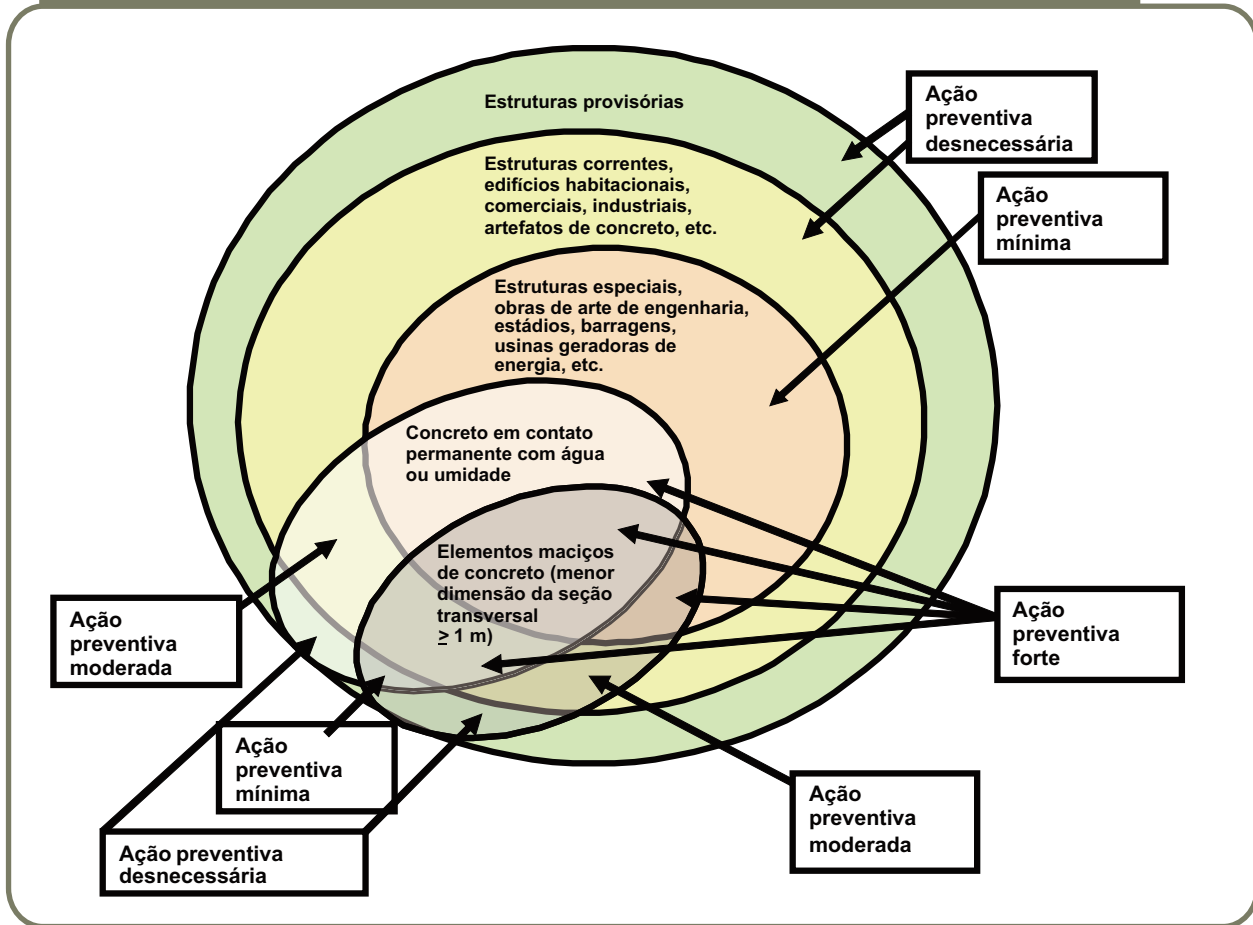 Estruturas provisórias
Ação
preventiva
desnecessária
Estruturas correntes,
edifícios habitacionais,
comerciais, industriais,
artefatos de concreto, etc.
Ação
preventiva
mínima
Estruturas especiais,
obras de arte de engenharia,
estádios, barragens,
usinas geradoras de
energia, etc.
Concreto em contato
permanente com água
ou umidade
Elementos maciços
de concreto (menor
dimensão da seção
transversal
≥ 1 m)
Ação
preventiva
moderada
Ação
preventiva
forte
Ação
preventiva
mínima
Ação
preventiva
moderada
Ação preventiva
desnecessária